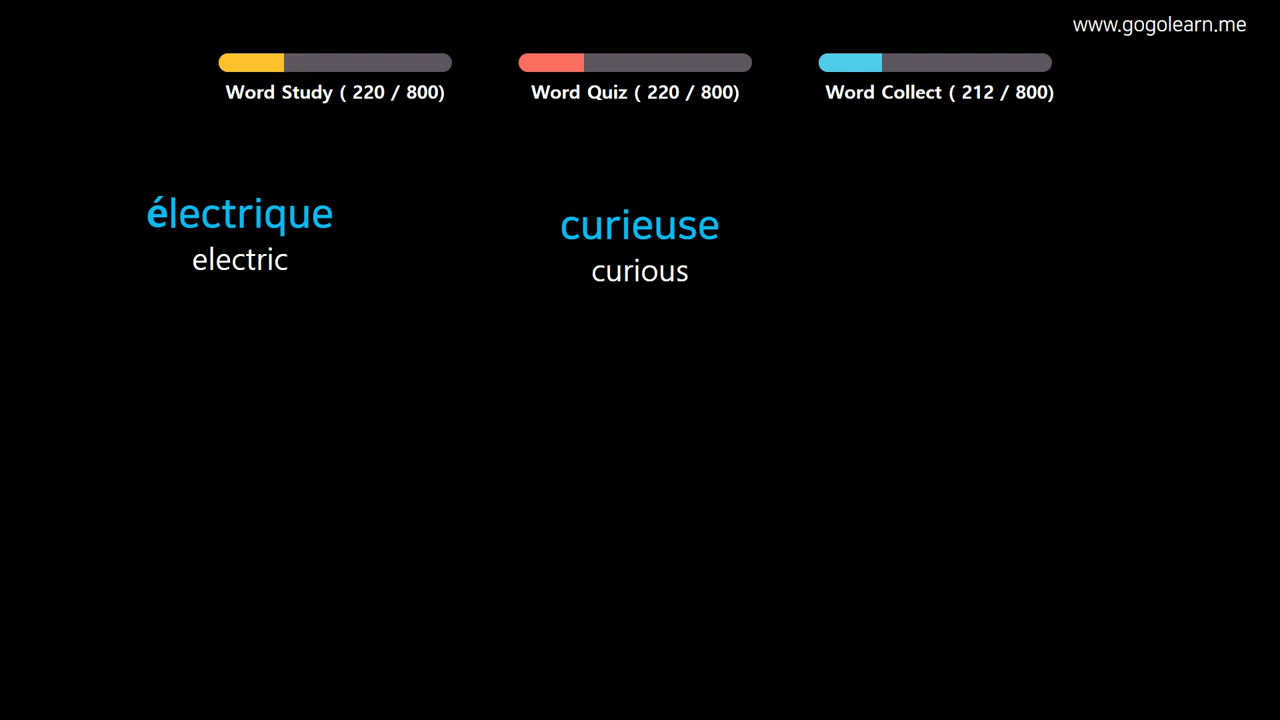 www.gogolearn.me
Word Study ( 220 / 800)
Word Quiz ( 220 / 800)
Word Collect ( 212 / 800)
électrique
electric
curieuse
curious